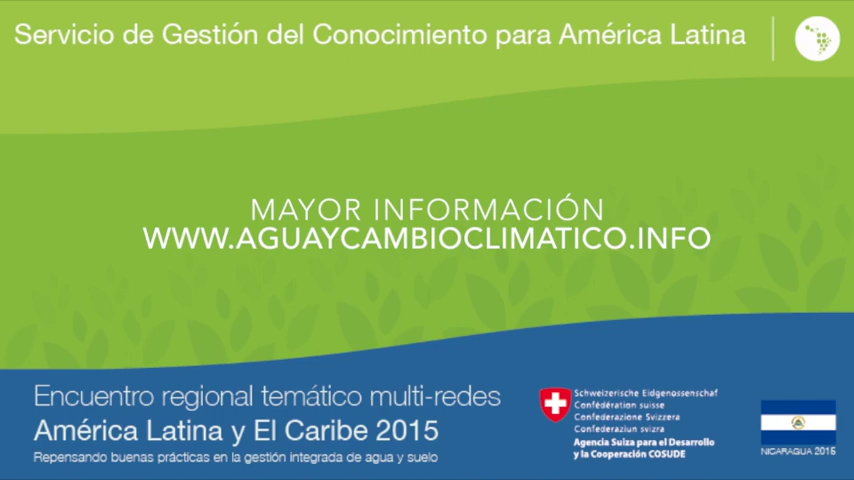 Servicio de Gestión del Conocimiento para América Latina
MAYOR INFORMACIÓN
WWW.AGUAYCAMBIOCLIMATICO.INFO
Encuentro regional temático multi-redes
América Latina y El Caribe 2015
Repensando buenas prácticas en la gestión integrada de agua y suelo
Schweizerische Eidgenossenschaf
Confédération suisse
Confederazione Svizzera
Confederaziun svizra
Agencia Suiza para el Desarrollo
y la Cooperación COSUDE
NICARAGUA 2015